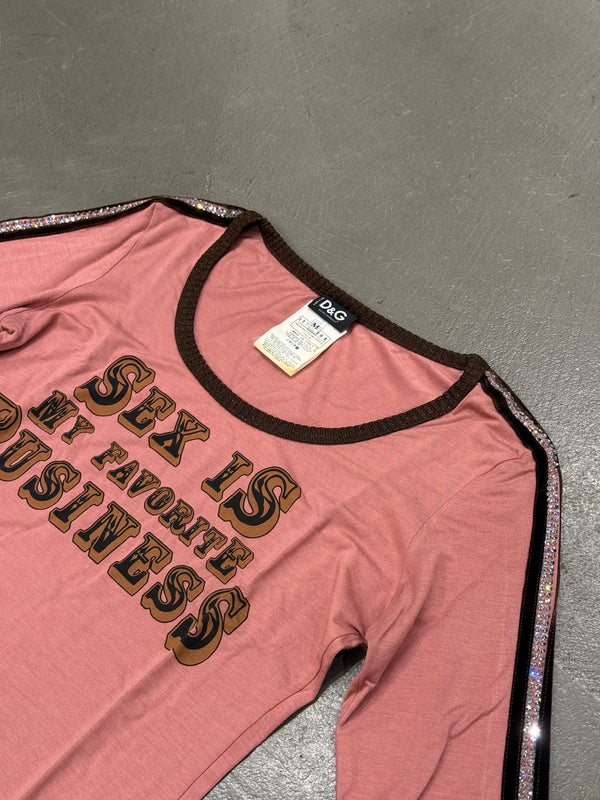 D&G
M
SEX IS
MY FAVORITE
BUSINESS